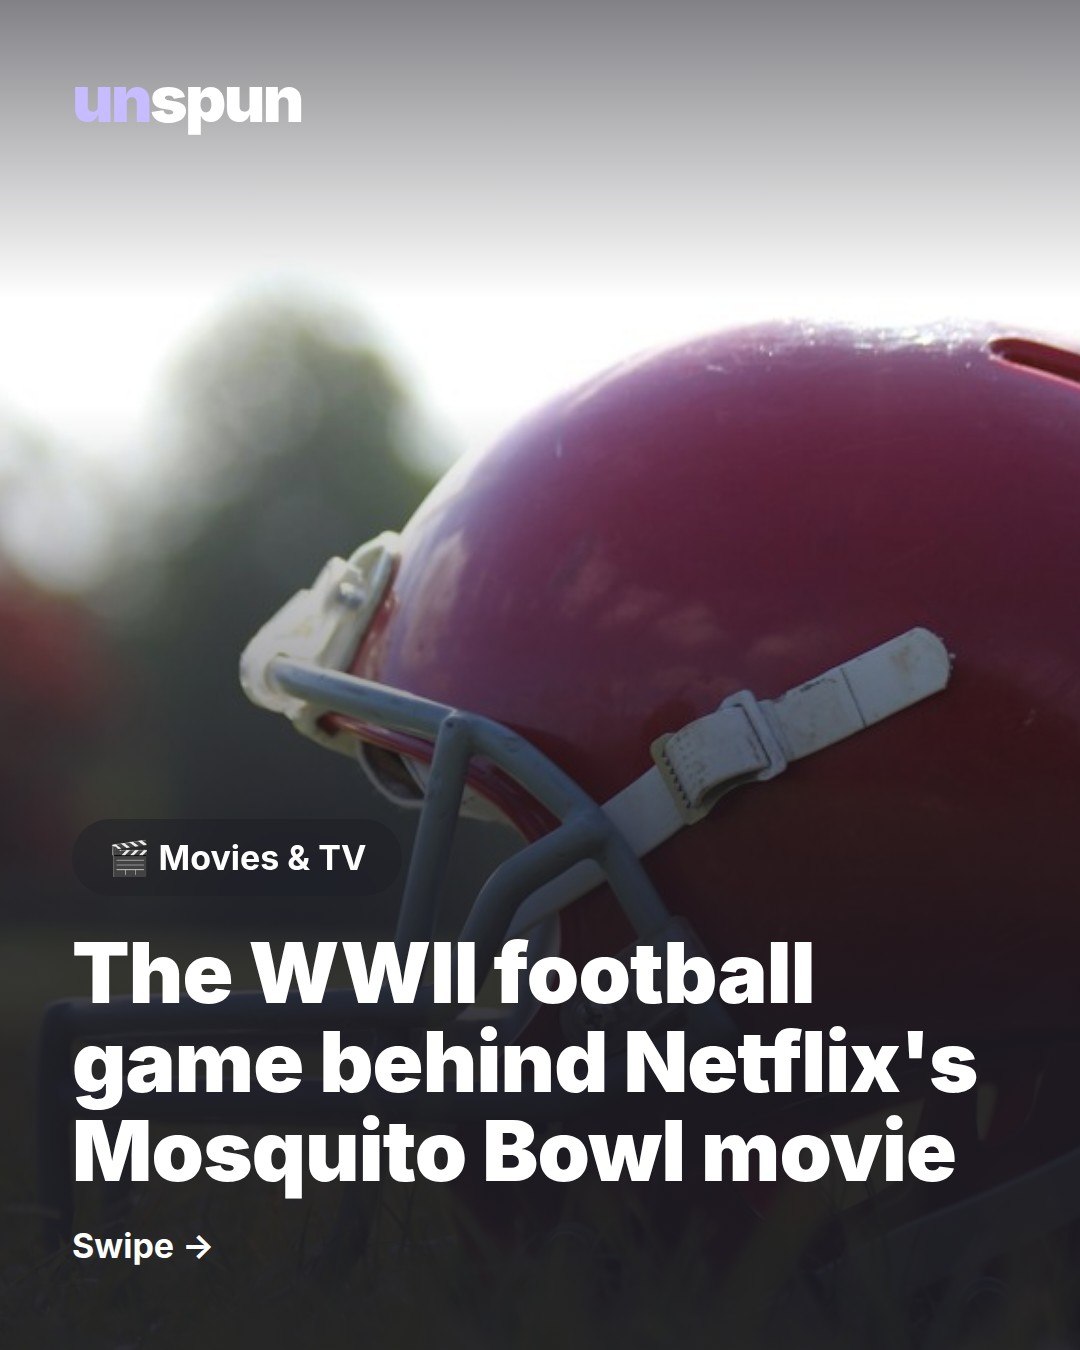 unspun
🎬 Movies & TV
The WWII football
game behind Netflix's
Mosquito Bowl movie
Swipe →